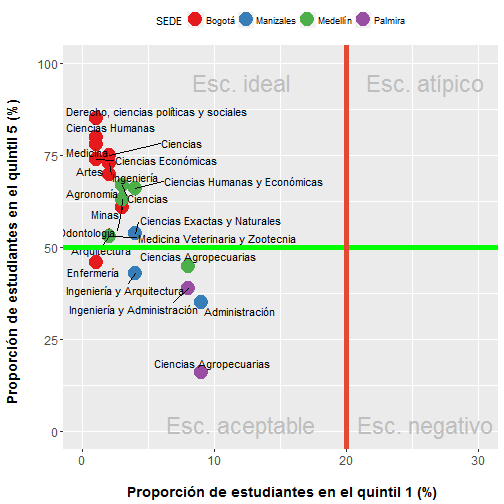 SEDE Bogotá Manizales Medellín Palmira
Proporción de estudiantes en el quintil 5 (%)
100
75
50
25
0
Esc. ideal
Esc. atípico
Derecho, ciencias políticas y sociales
Ciencias Humanas
Ciencias
Medicina
Ciencias Económicas
Artes
Ingeniería
Ciencias Humanas y Económicas
Agronomía
Ciencias
Minas
Ciencias Exactas y Naturales
Odontología
Medicina Veterinaria y Zootecnia
Arquitectura
Ciencias Agropecuarias
Enfermería
Ingeniería y Arquitectura
Ingeniería y Administración
Administración
Ciencias Agropecuarias
Esc. aceptable
Esc. negativo
0
10
20
30
Proporción de estudiantes en el quintil 1 (%)